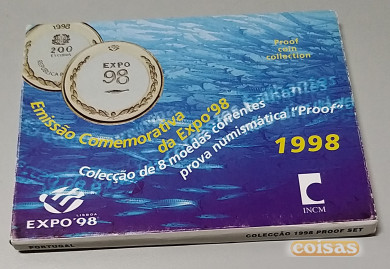 1998
200
ESCUDOS
EXPO
98
Proof
coin
collection
Emissão Comemorativa
da Expo'98
Colecção de 8 moedas correntes
prova numismática "Proof"
1998
LISBOA
EXPO'98
INCM
PORTUGAL
COLECÇÃO 1998 PROOF SET
coisas